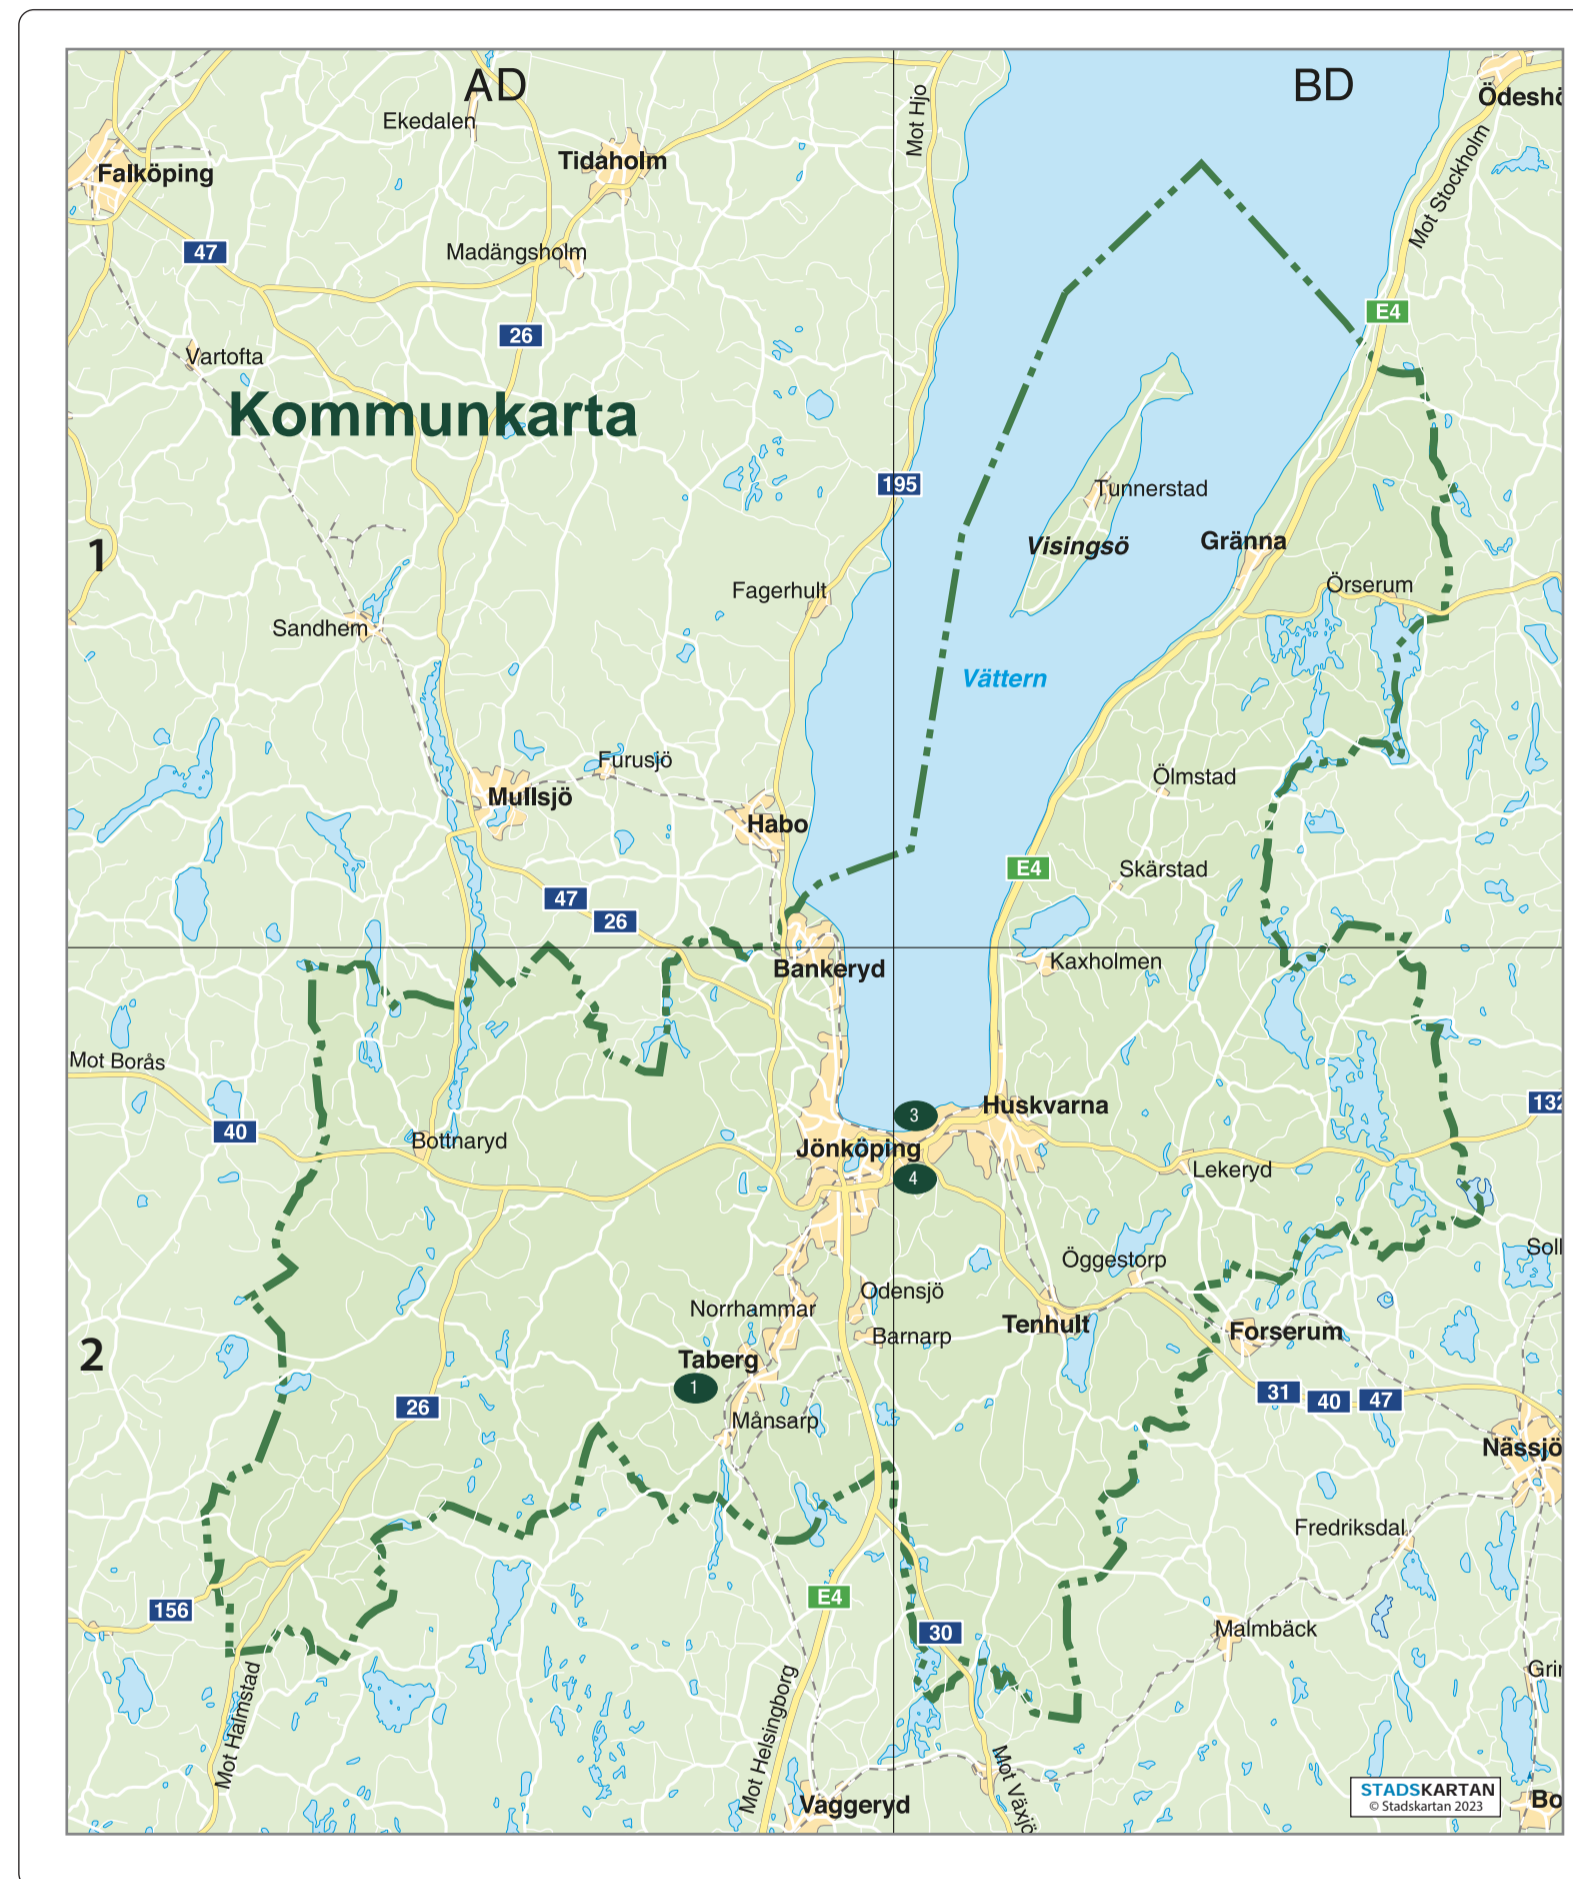 AD
BD
Ekedalen
Mot Hjo
Ödeshö
Tidaholm
Falköping
Mot Stockholm
47
Madängsholm
E4
26
Vartofta
Kommunkarta
195
Tunnerstad
Visingsö
Gränna
1
Fagerhult
Örserum
Sandhem
Vättern
Furusjö
Ölmstad
Mullsjö
Habo
E4
Skärstad
47
26
Bankeryd
Kaxholmen
Mot Borås
40
Bottnaryd
3
Huskvarna
132
Jönköping
4
Lekeryd
Öggestorp
Soll
Odensjö
Norrhammar
Barnarp
Tenhult
Forserum
2
Taberg
1
31
40
47
26
Månsarp
Nässjö
Fredriksdal
E4
156
30
Malmbäck
Mot Halmstad
Mot Helsingborg
Grin
Mot Växjö
Vaggeryd
STADSKARTAN
© Stadskartan 2023
Bo